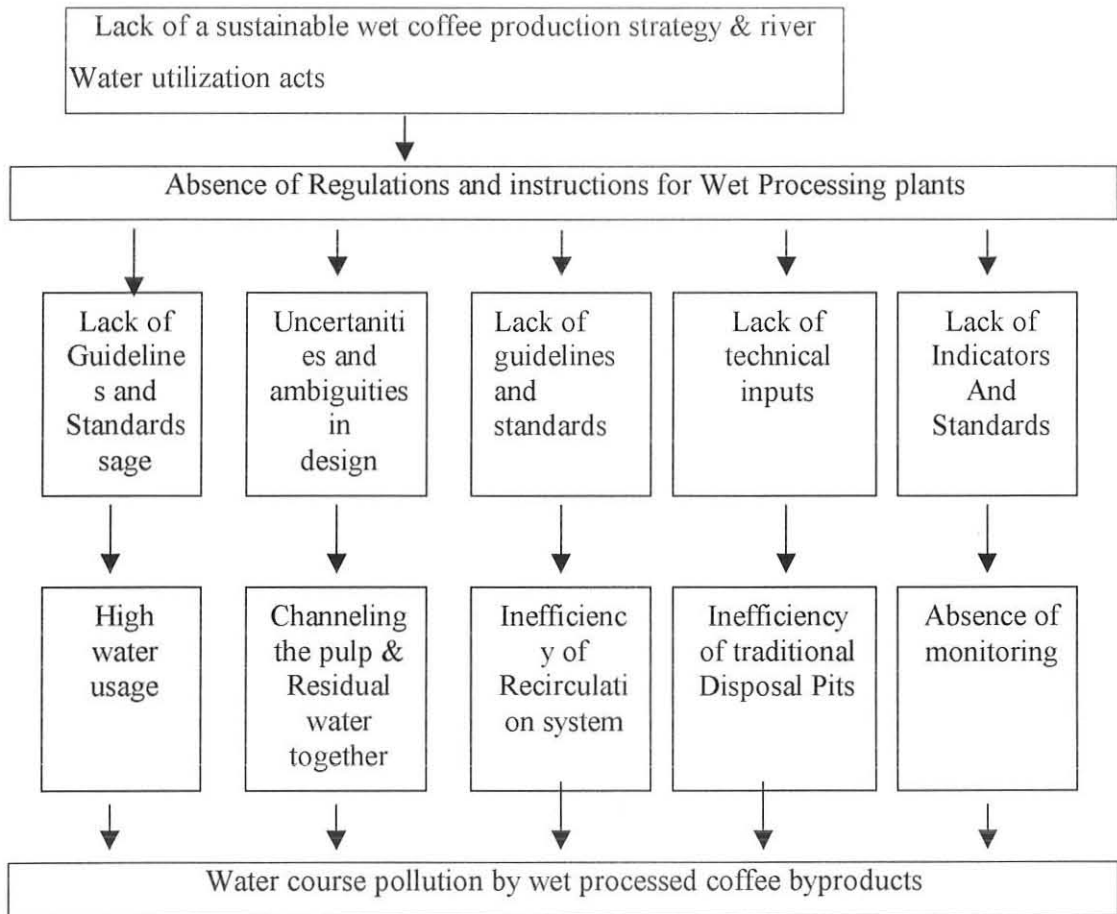 Lack of a sustainable wet coffee production strategy & river
Water utilization acts
Absence of Regulations and instructions for Wet Processing plants
Lack of
Guideline
s and
Standards
sage
Uncertaniti
es and
ambiguities
in
design
Lack of
guidelines
and
standards
Lack of
technical
inputs
Lack of
Indicators
And
Standards
High
water
usage
Channeling
the pulp &
Residual
water
together
Inefficienc
y of
Recirculati
on system
Inefficiency
of traditional
Disposal Pits
Absence of
monitoring
Water course pollution by wet processed coffee byproducts